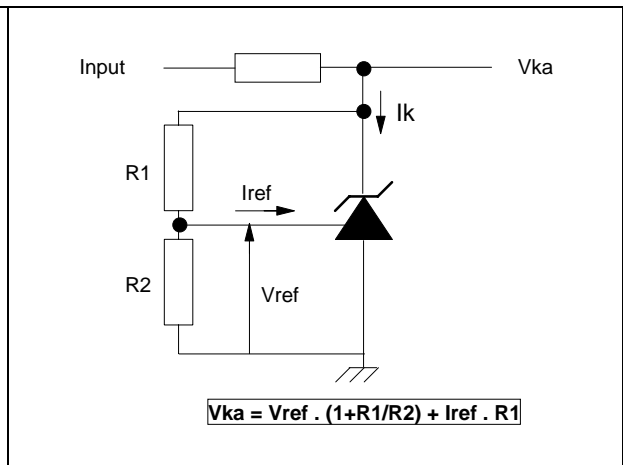 Input Vka
Ik
R1
Iref
R2
Vref
Vka = Vref . (1+R1/R2) + Iref . R1